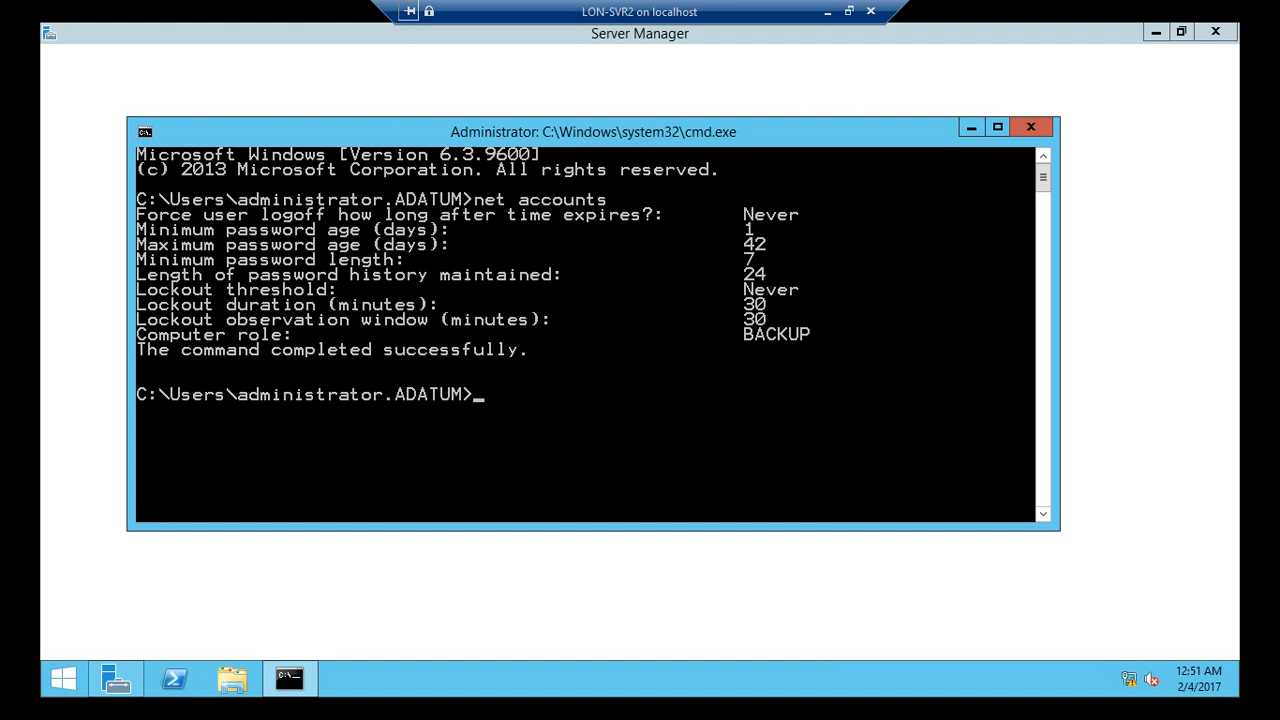 LON-SVR2 on localhost
Server Manager
Administrator: C:\Windows\system32\cmd.exe
Microsoft Windows [Version 6.3.9600]
(c) 2013 Microsoft Corporation. All rights reserved.
C:\Users\administrator.ADATUM>net accounts
Force user logoff how long after time expires?: Never
Minimum password age (days): 1
Maximum password age (days): 42
Minimum password length: 7
Length of password history maintained: 24
Lockout threshold: Never
Lockout duration (minutes): 30
Lockout observation window (minutes): 30
Computer role: BACKUP
The command completed successfully.
C:\Users\administrator.ADATUM>_
12:51 AM
2/4/2017